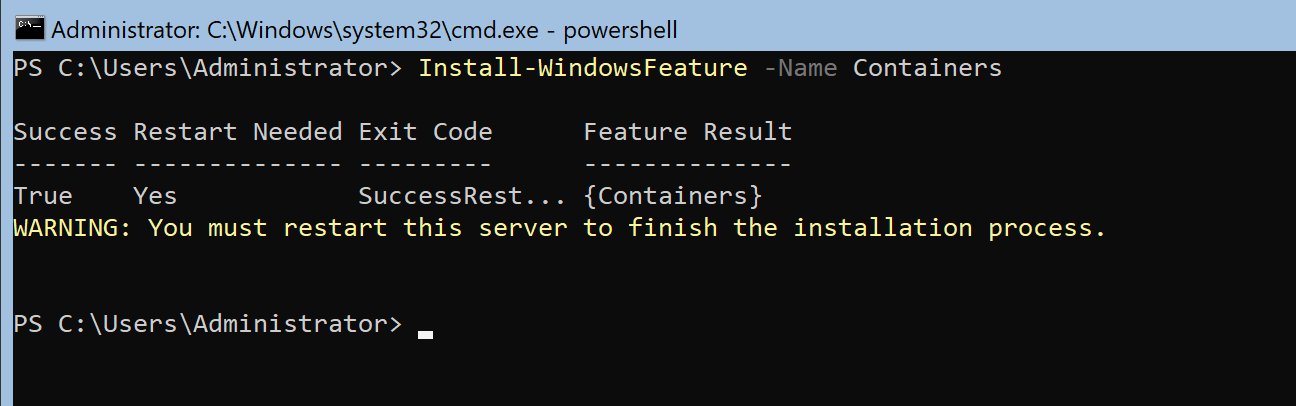 Administrator: C:\Windows\system32\cmd.exe - powershell
PS C:\Users\Administrator> Install-WindowsFeature -Name Containers
Success Restart Needed Exit Code      Feature Result
------- -------------- ---------      --------------
True    Yes            SuccessRest... {Containers}
WARNING: You must restart this server to finish the installation process.
PS C:\Users\Administrator>